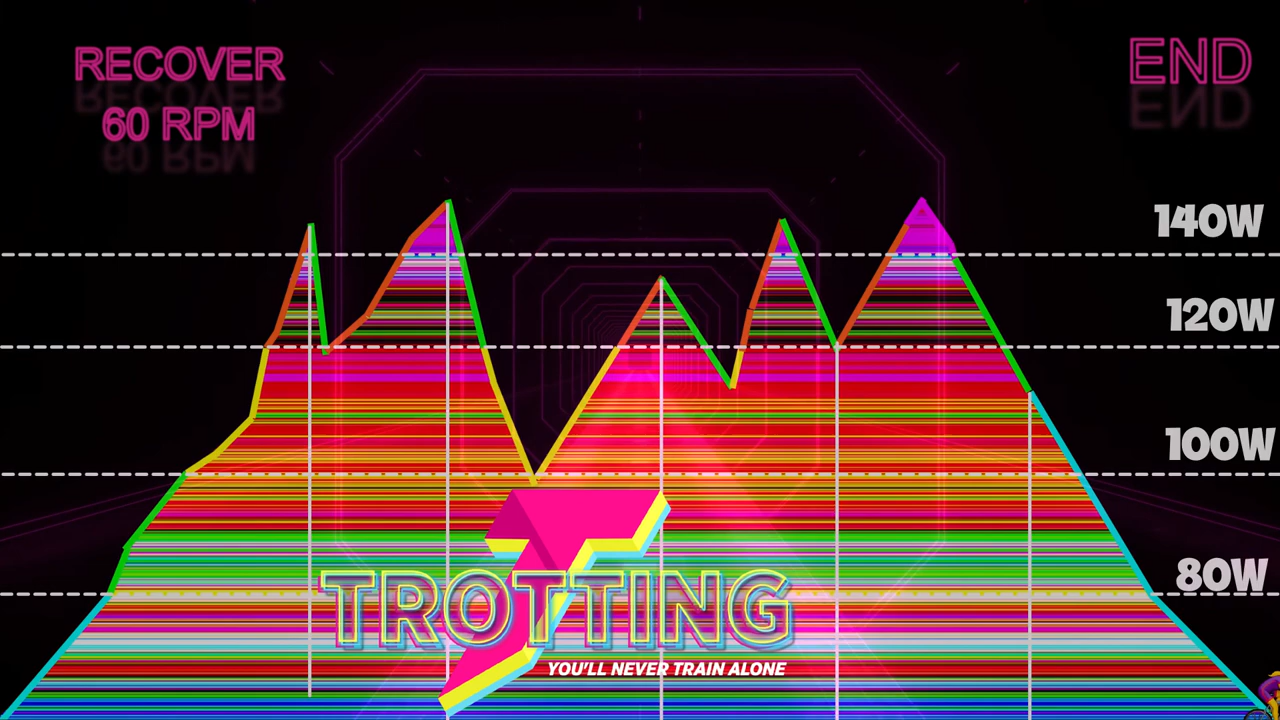 RECOVER
60 RPM
END
140W
120W
100W
80W
TROTTING
YOU'LL NEVER TRAIN ALONE